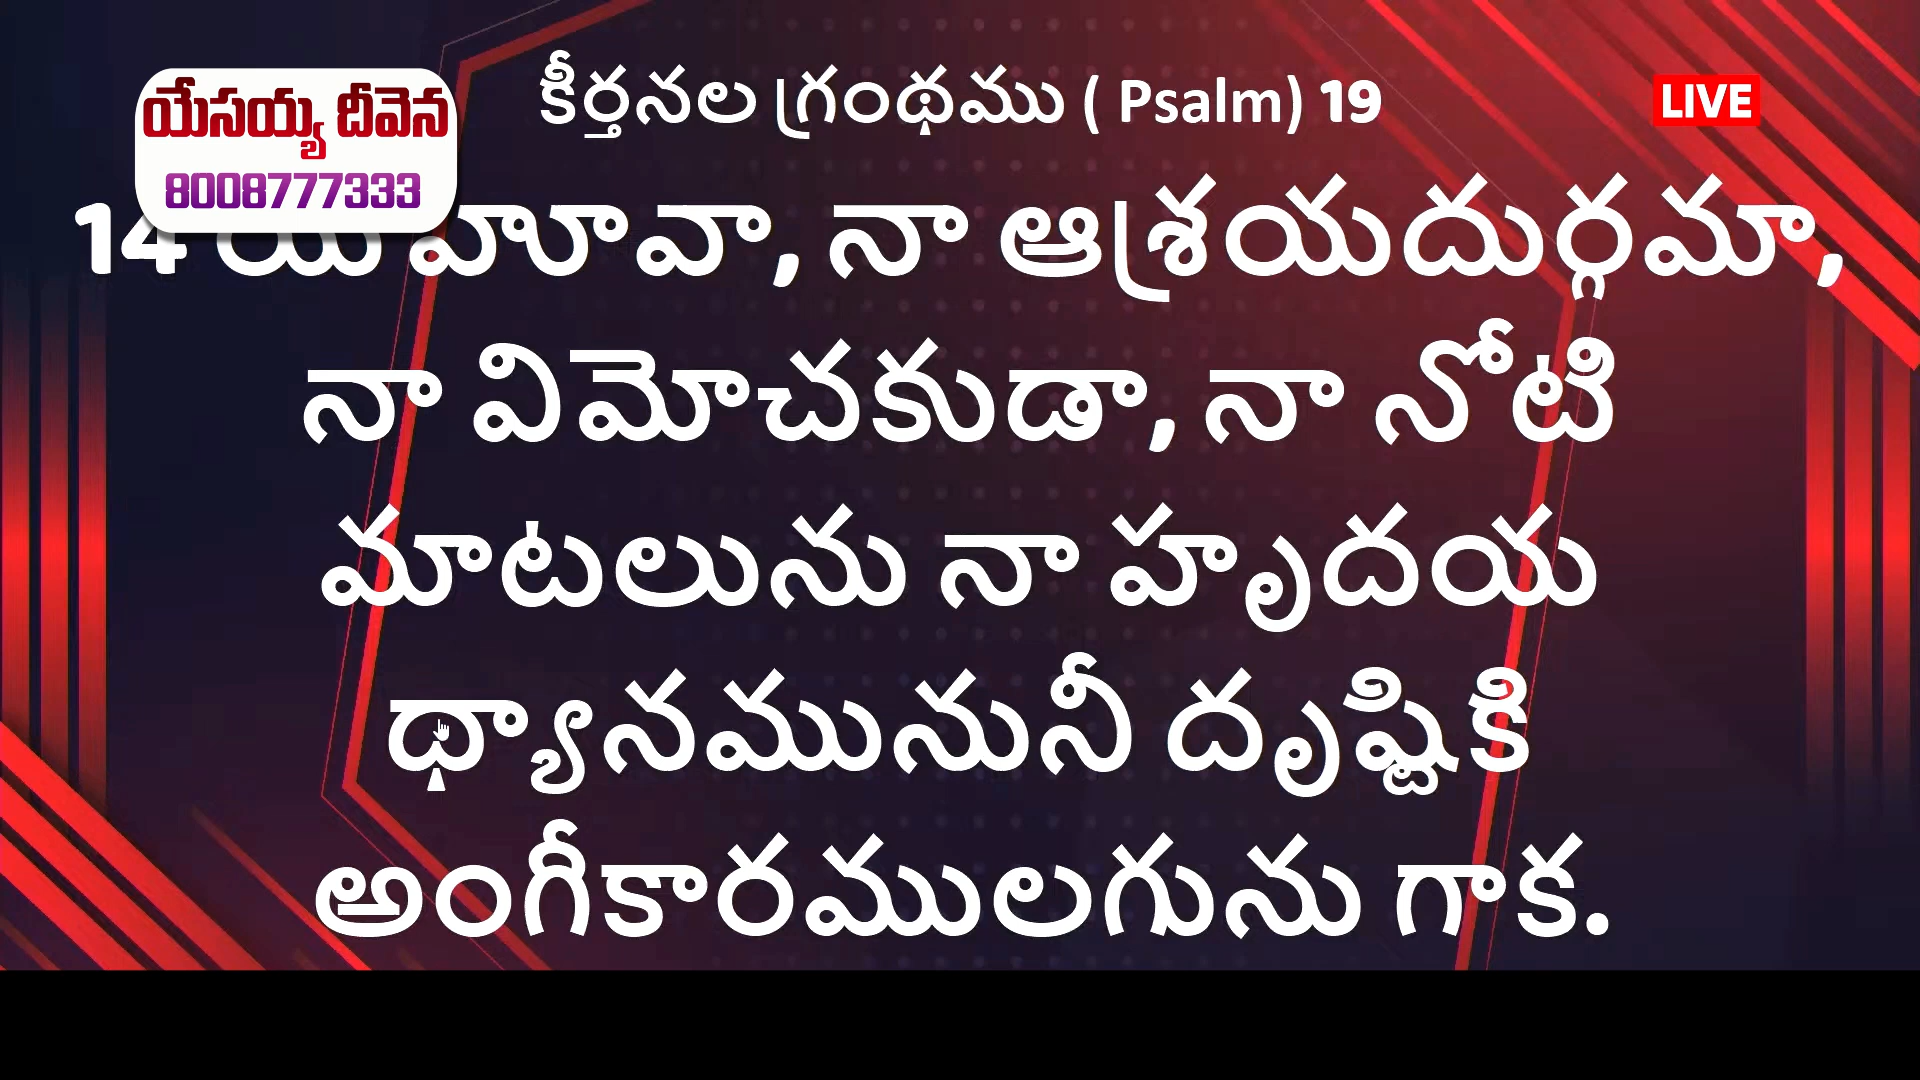 కీర్తనల గ్రంథము ( Psalm) 19
LIVE
యేసయ్య దీవెన
8008777333
14 యెహూవా, నా ఆశ్రయదుర్గమా,
నా విమోచకుడా, నా నోటి
మాటలును నా హృదయ
ధ్యానమునునీ దృష్టికి
అంగీకారములగును గాక.